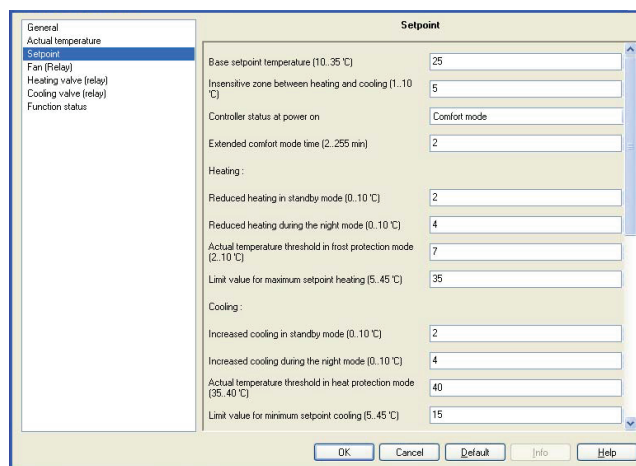 Setpoint
General
Actual temperature
Setpoint
Fan (Relay)
Heating valve (relay)
Cooling valve (relay)
Function status
Base setpoint temperature (10..35 'C)
25
Insensitive zone between heating and cooling (1..10
'C)
5
Controller status at power on
Comfort mode
Extended comfort mode time (2..255 min)
2
Heating :
Reduced heating in standby mode (0..10 'C)
2
Reduced heating during the night mode (0..10 'C)
4
Actual temperature threshold in frost protection mode
(2..10 'C)
7
Limit value for maximum setpoint heating (5..45 'C)
35
Cooling :
Increased cooling in standby mode (0..10 'C)
2
Increased cooling during the night mode (0..10 'C)
4
Actual temperature threshold in heat protection mode
(35..40 'C)
40
Limit value for minimum setpoint cooling (5..45 'C)
15
OK
Cancel
Default
Info
Help